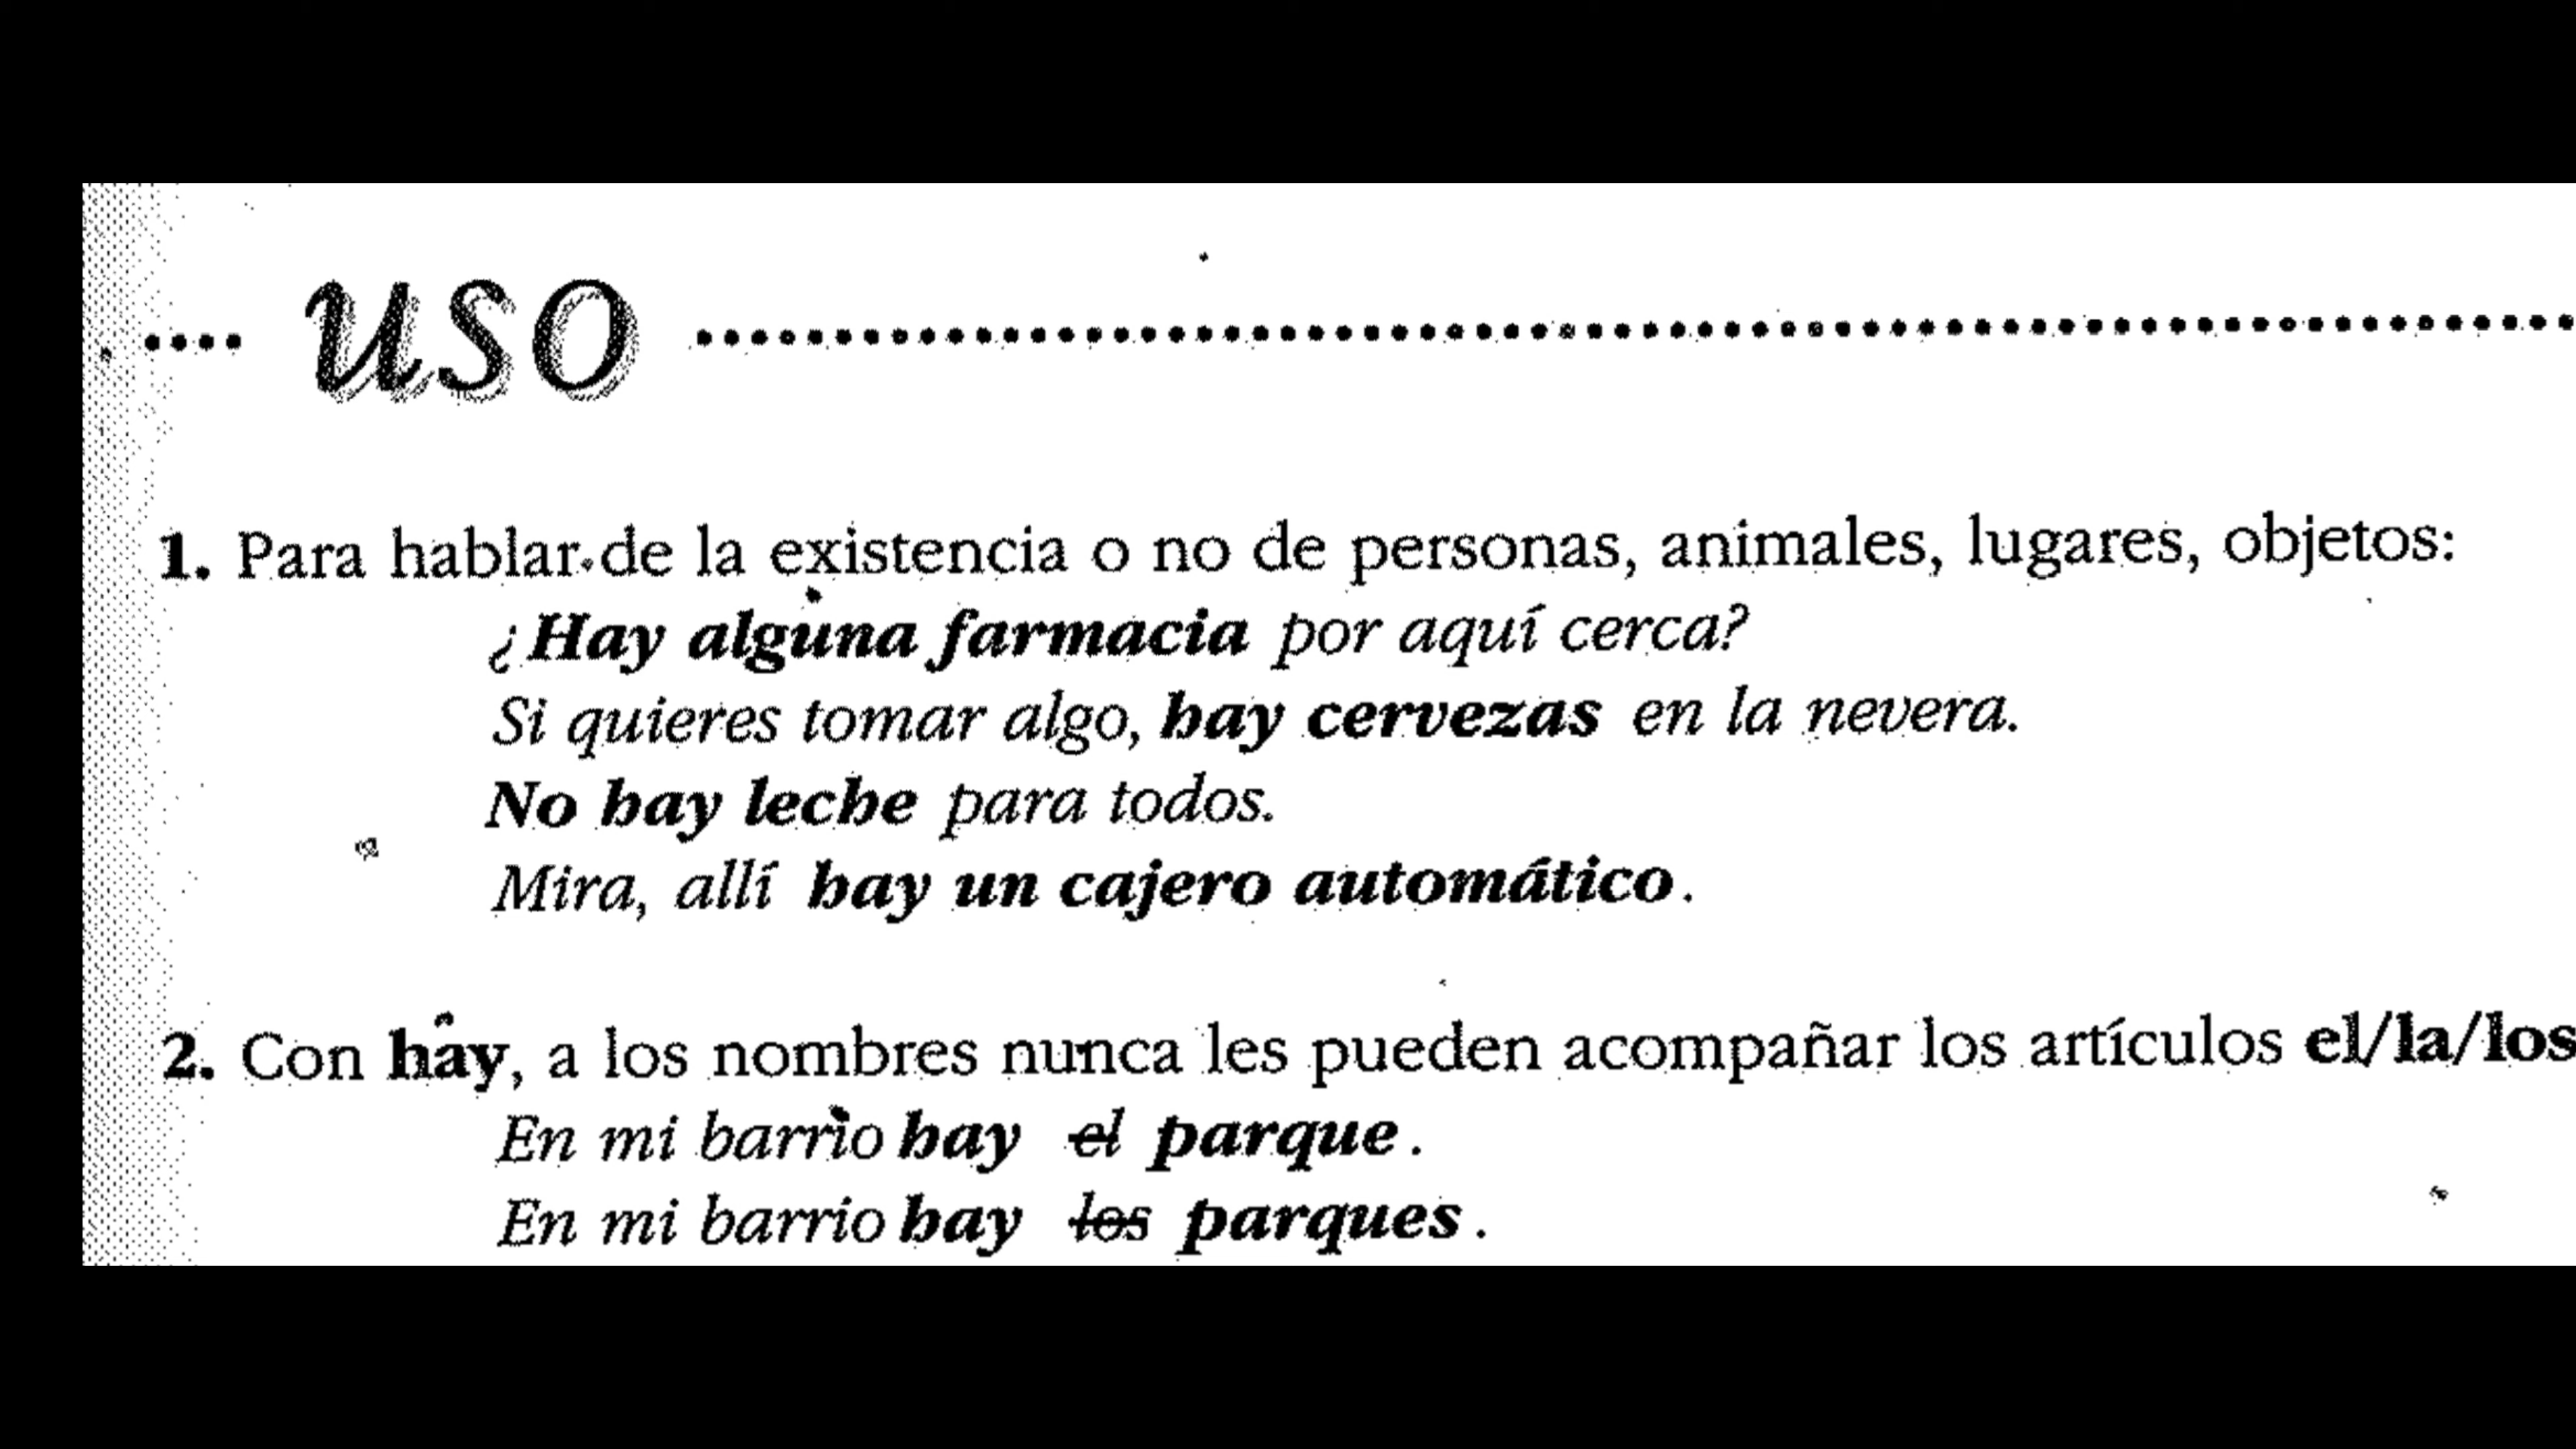 uso
1. Para hablar de la existencia o no de personas, animales, lugares, objetos:
¿Hay alguna farmacia por aquí cerca?
Si quieres tomar algo, hay cervezas en la nevera.
No hay leche para todos.
Mira, allí hay un cajero automático.
2. Con hay, a los nombres nunca les pueden acompañar los artículos el/la/los
En mi barrio hay el parque.
En mi barrio hay los parques.